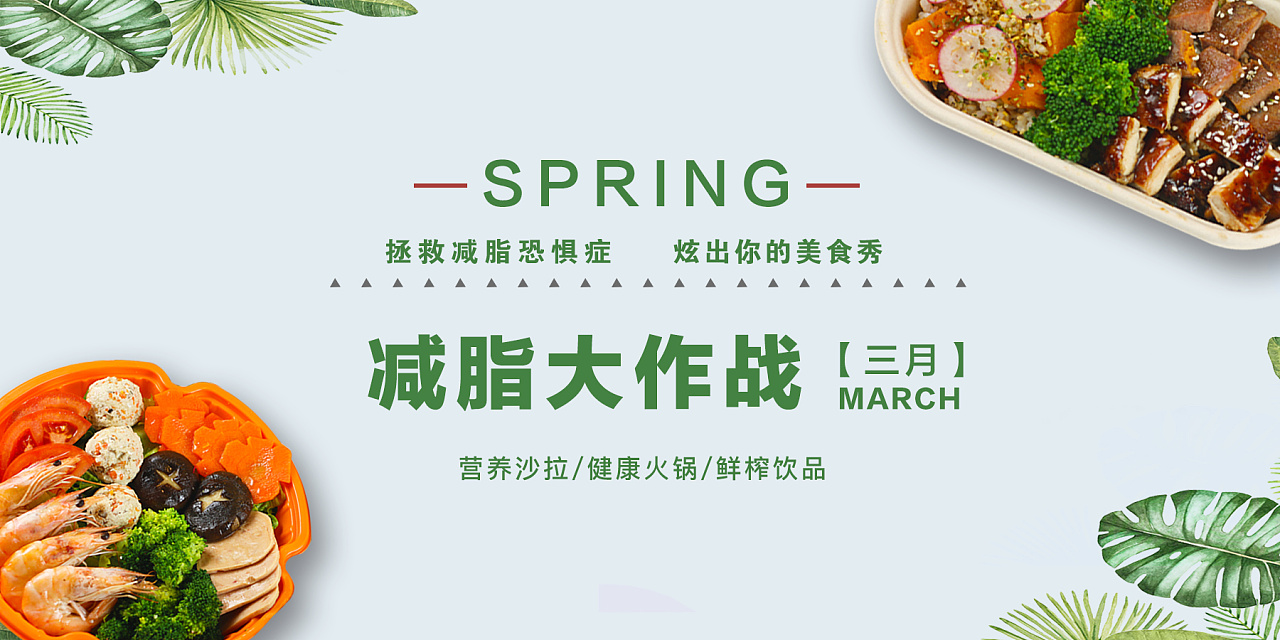 SPRING
拯救减脂恐惧症 炫出你的美食秀
减脂大作战
【三月】
MARCH
营养沙拉/健康火锅/鲜榨饮品